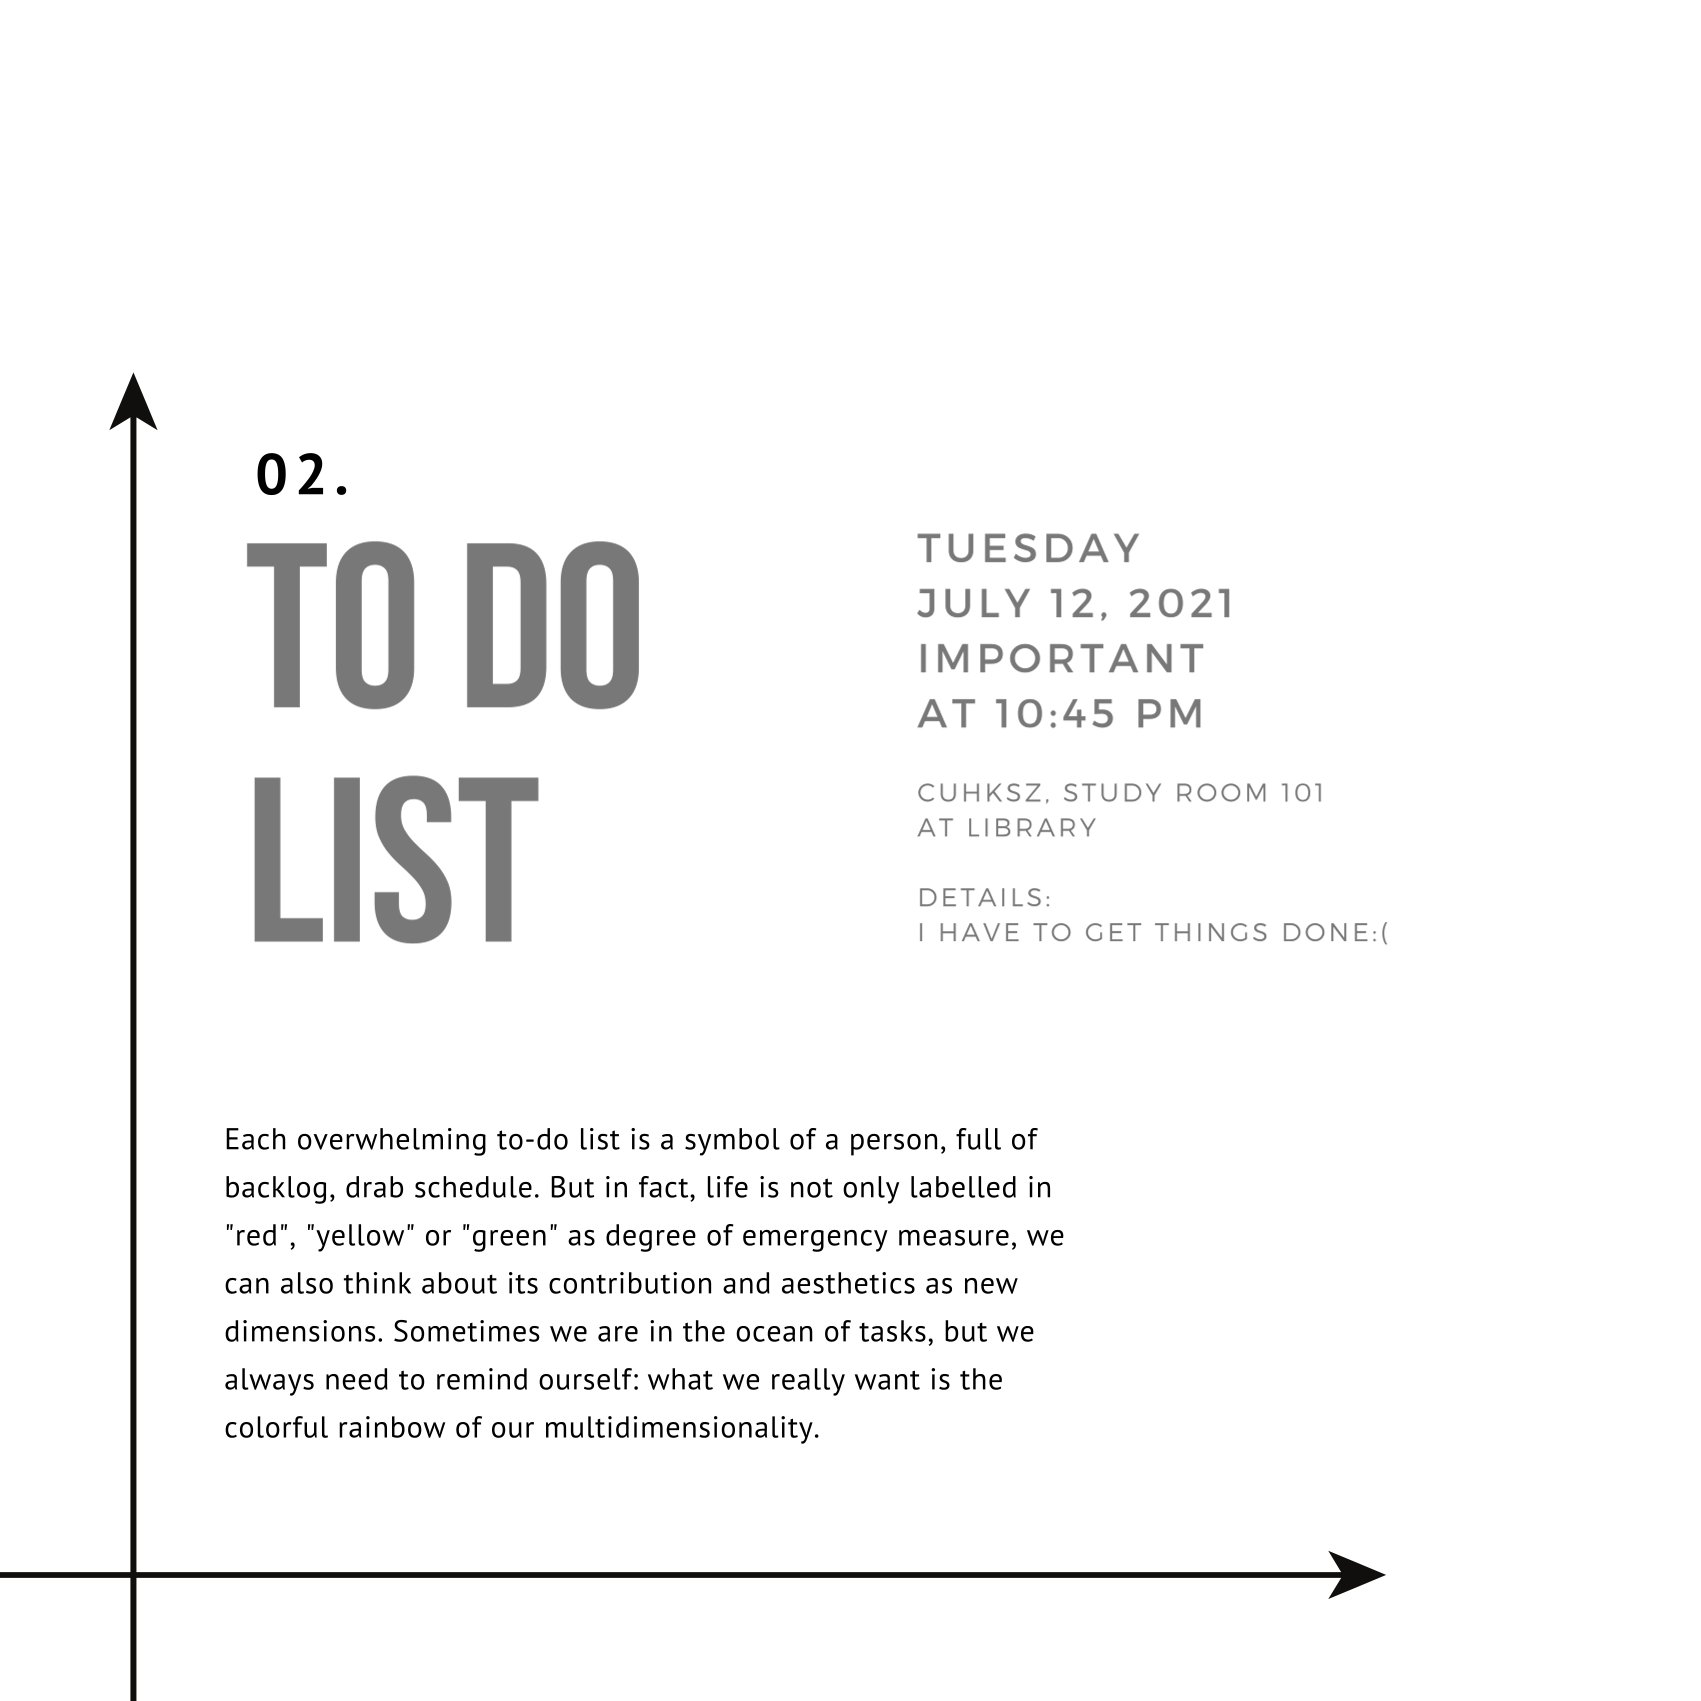 02.
TO DO
LIST
TUESDAY
JULY 12, 2021
IMPORTANT
AT 10:45 PM
CUHKSZ, STUDY ROOM 101
AT LIBRARY
DETAILS:
I HAVE TO GET THINGS DONE:(
Each overwhelming to-do list is a symbol of a person, full of
backlog, drab schedule. But in fact, life is not only labelled in
"red", "yellow" or "green" as degree of emergency measure, we
can also think about its contribution and aesthetics as new
dimensions. Sometimes we are in the ocean of tasks, but we
always need to remind ourself: what we really want is the
colorful rainbow of our multidimensionality.